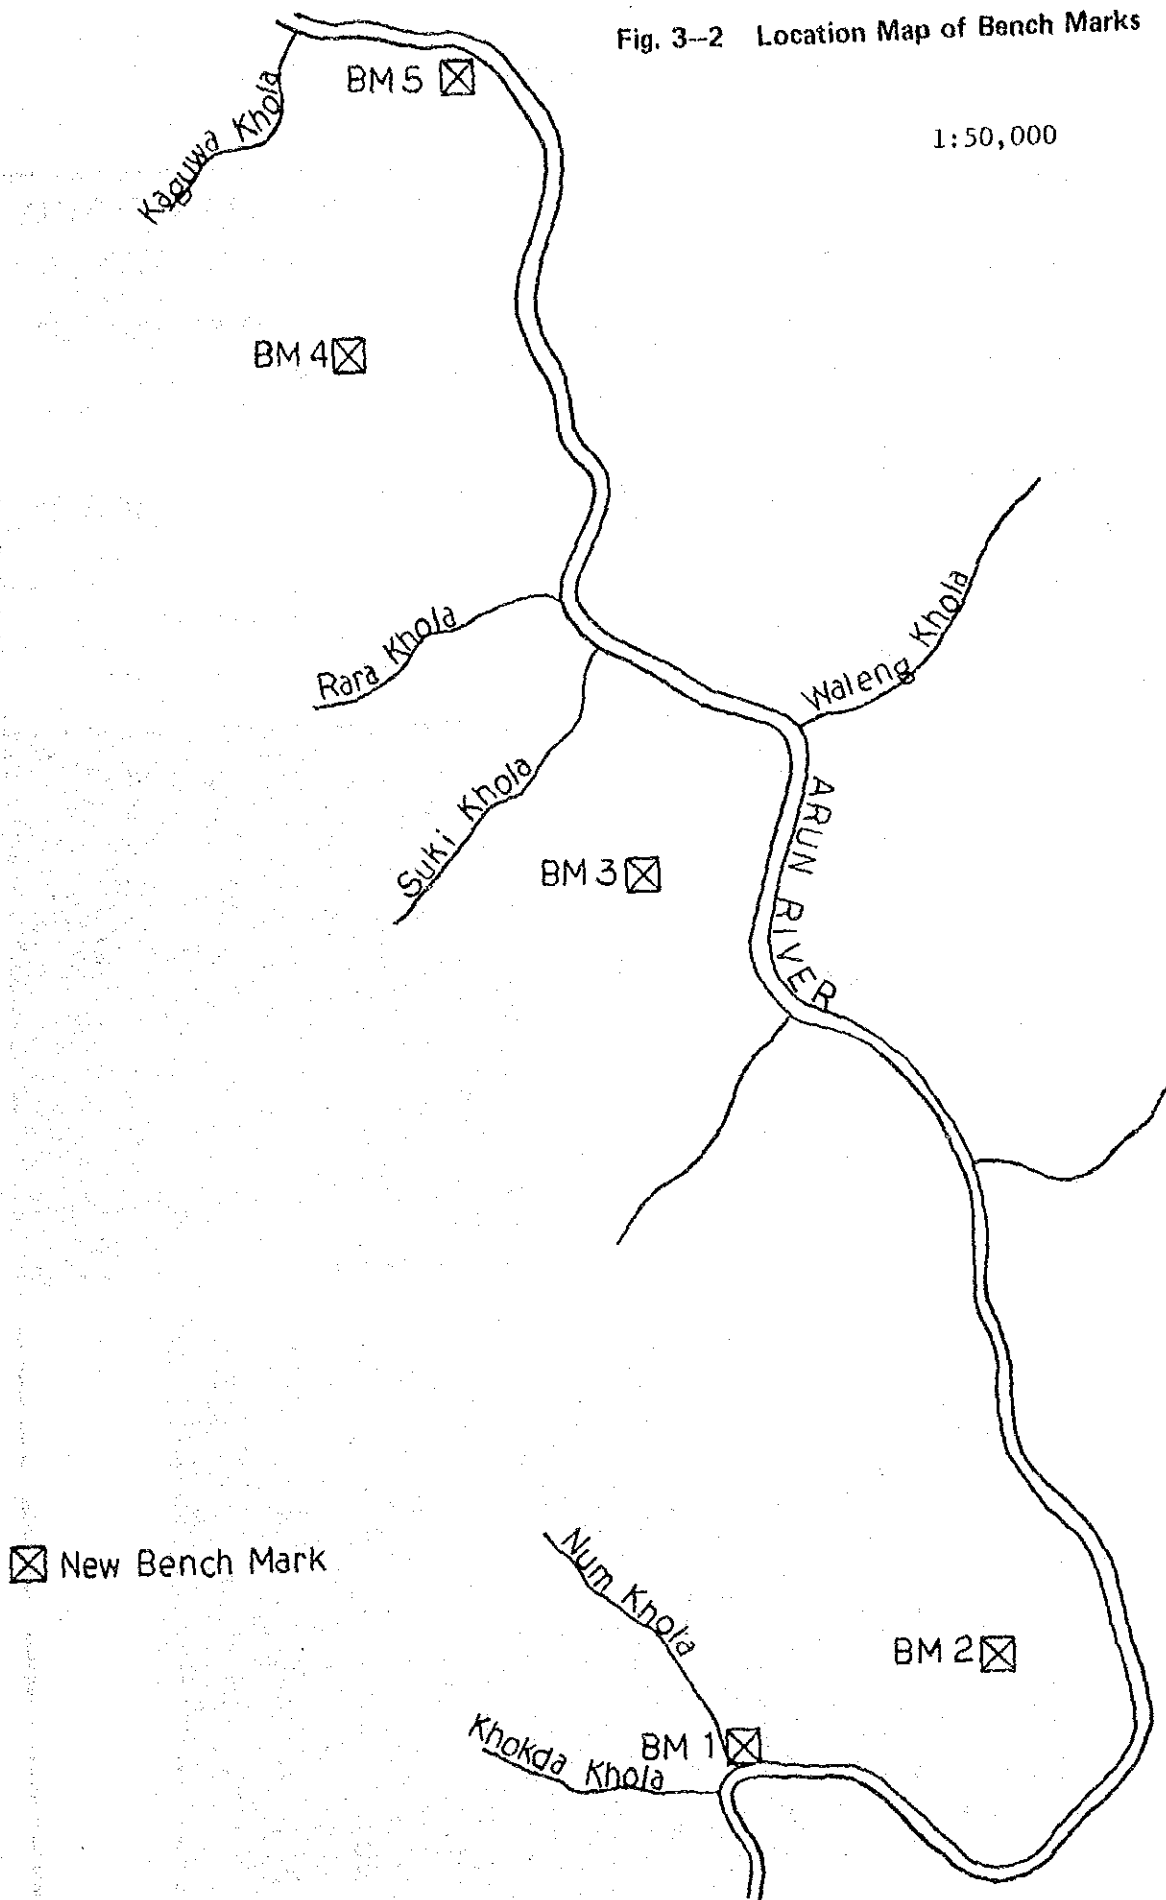 Fig. 3–2 Location Map of Bench Marks
1:50,000
BM 5
Kaguwa Khola
BM 4
Waleng Khola
Rara Khola
Suki Khola
ARUN RIVER
BM 3
Num Khola
New Bench Mark
BM 2
BM 1
Khokda Khola